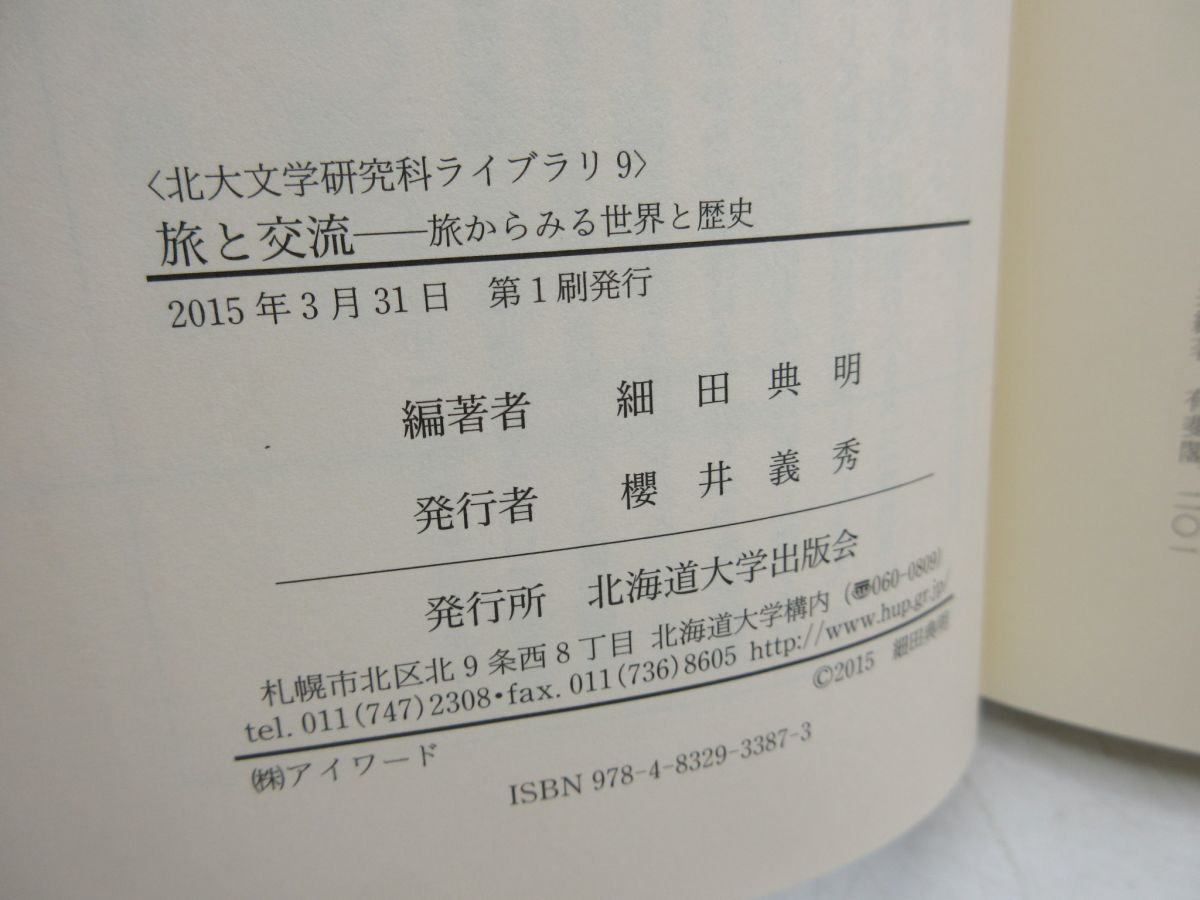 〈北大文学研究科ライブラリ 9〉
旅と交流――旅からみる世界と歴史
2015年3月31日　第1刷発行
編著者　細田典明
発行者　櫻井義秀
発行所　北海道大学出版会
札幌市北区北9条西8丁目 北海道大学構内（〠060-0809）
tel. 011(747)2308・fax. 011(736)8605 http://www.hup.gr.jp/
㈱アイワード
©2015　細田典明
ISBN 978-4-8329-3387-3
有斐閣　二〇一